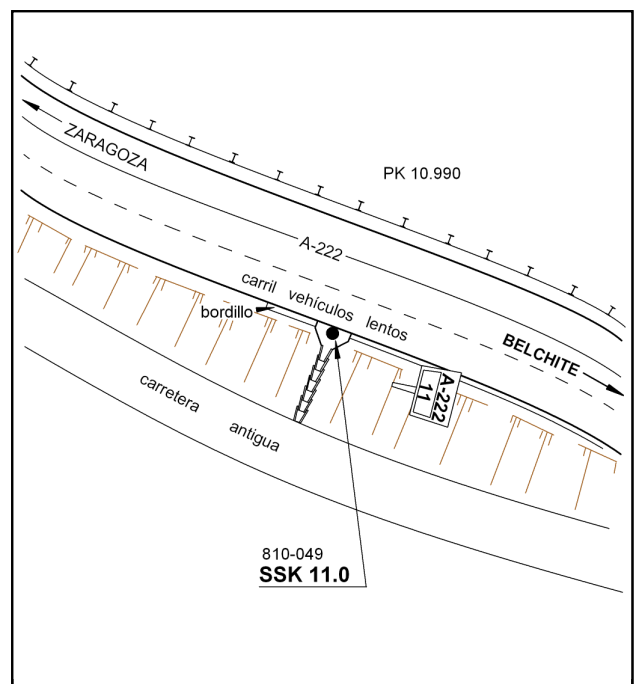 ZARAGOZA
PK 10.990
A-222
carril vehículos lentos
bordillo
BELCHITE
A-222
11
carretera antigua
810-049
SSK 11.0